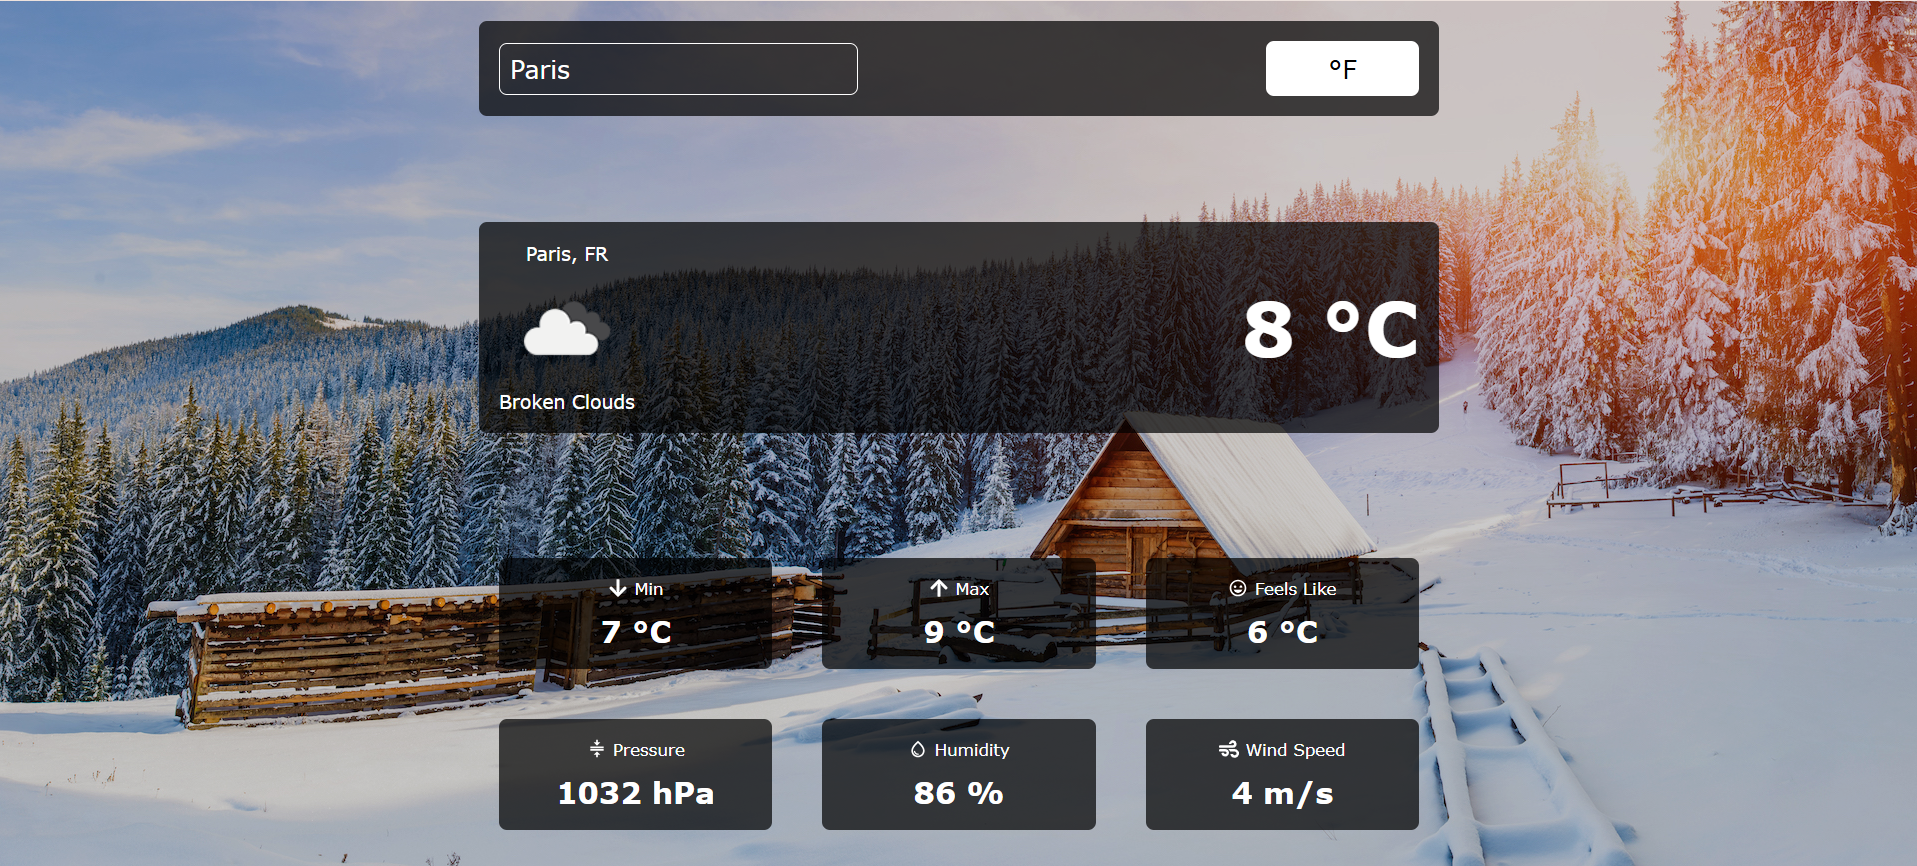 Paris
°F
Paris, FR
8 °C
Broken Clouds
Min
Max
Feels Like
7 °C
9 °C
6 °C
Pressure
Humidity
Wind Speed
1032 hPa
86 %
4 m/s